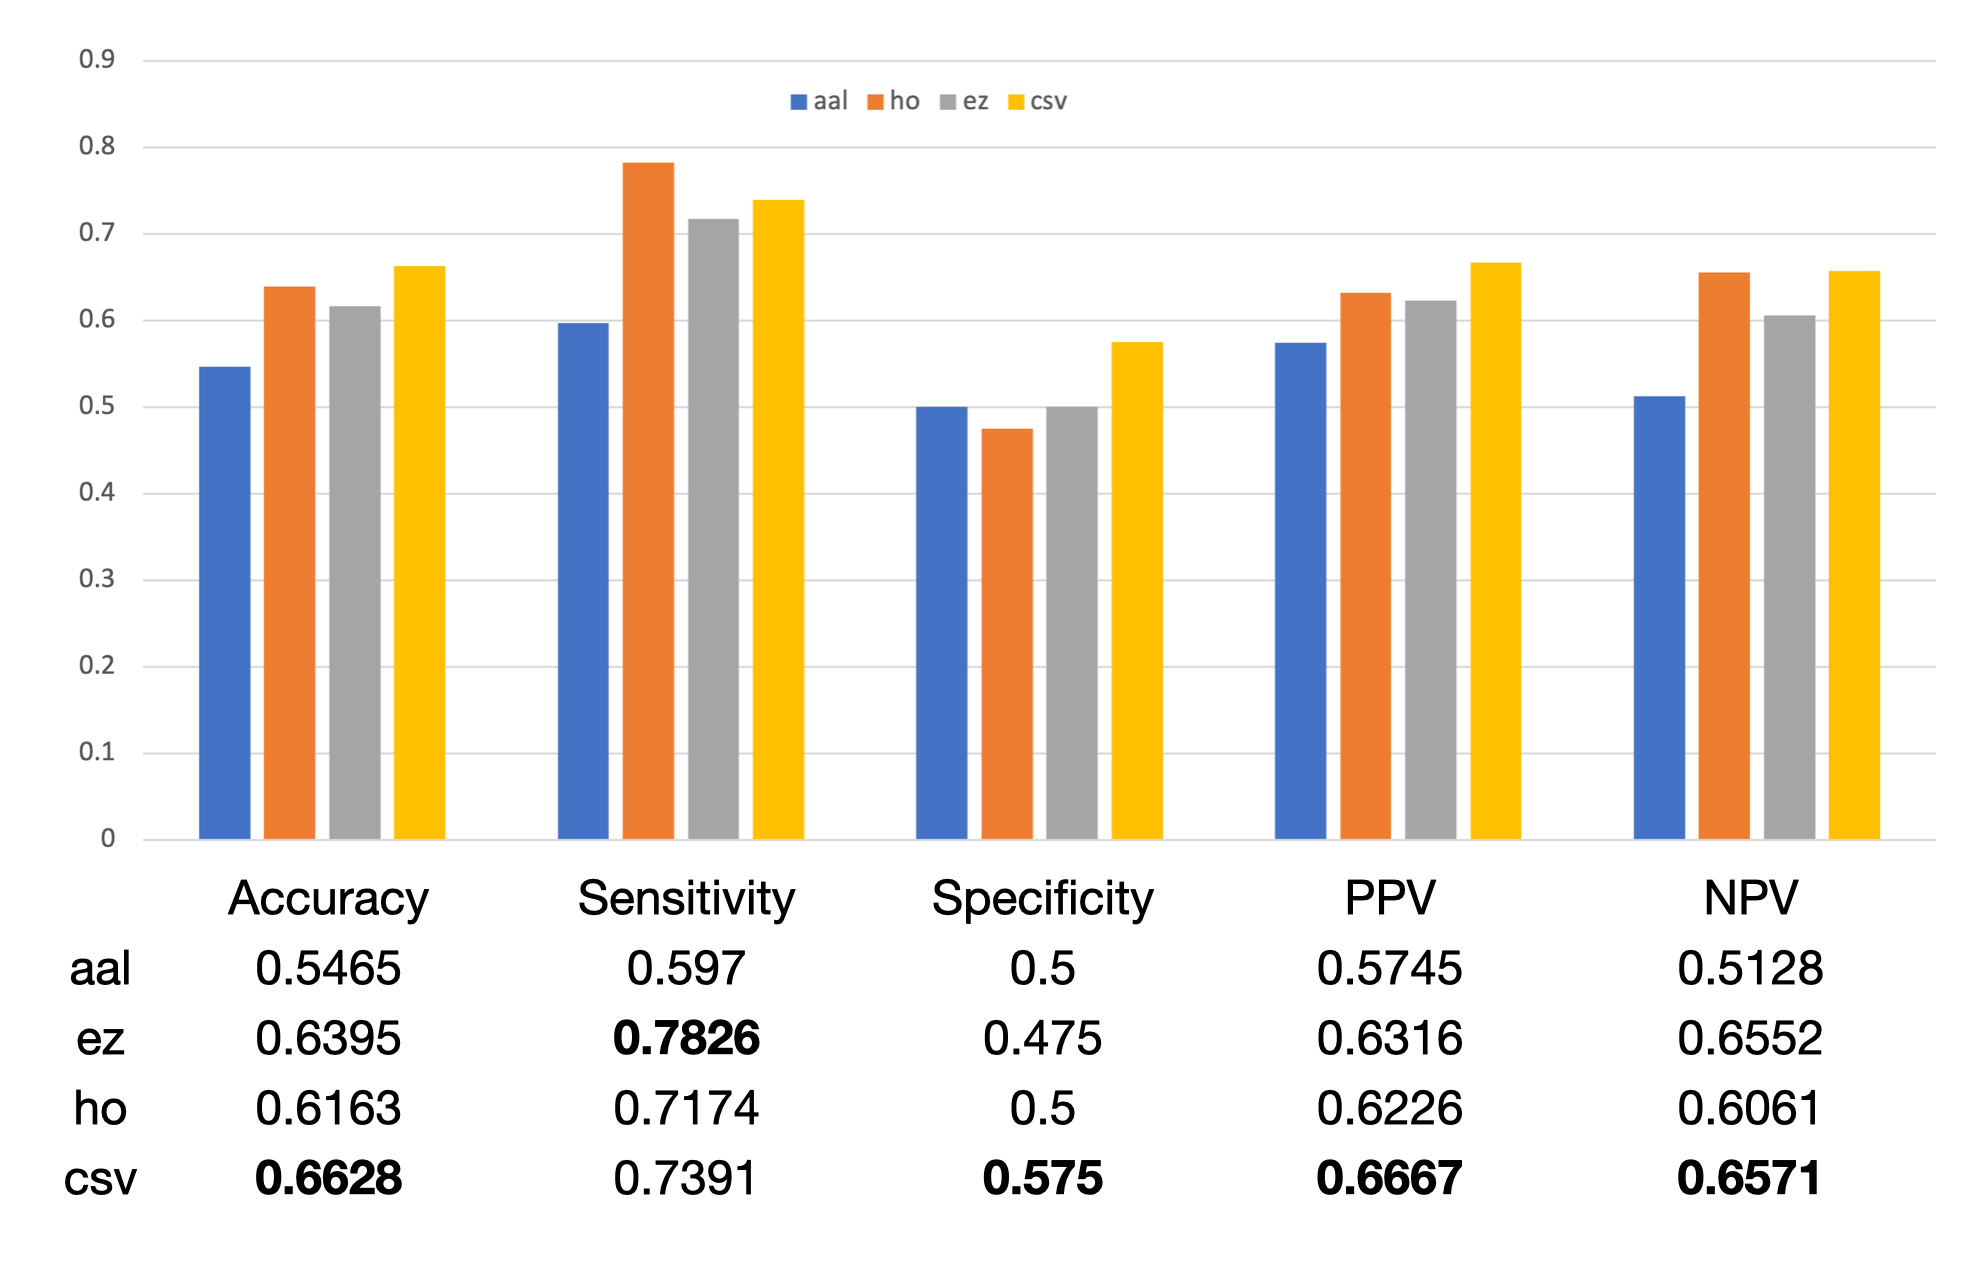 0.9
aal ho ez csv
0.8
0.7
0.6
0.5
0.4
0.3
0.2
0.1
0
Accuracy Sensitivity Specificity PPV NPV
aal 0.5465 0.597 0.5 0.5745 0.5128
ez 0.6395 0.7826 0.475 0.6316 0.6552
ho 0.6163 0.7174 0.5 0.6226 0.6061
csv 0.6628 0.7391 0.575 0.6667 0.6571